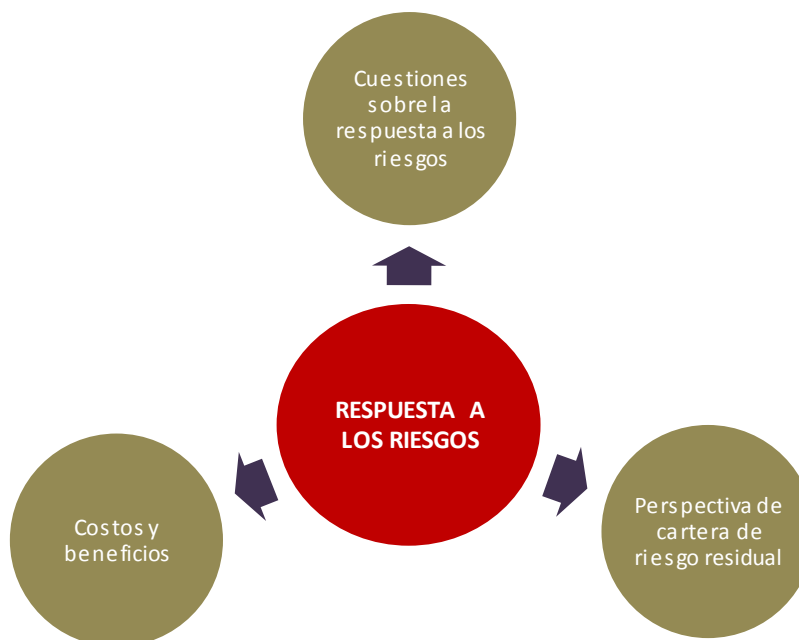 Cuestiones
sobre la
respuesta a los
riesgos
RESPUESTA A
LOS RIESGOS
Costos y
beneficios
Perspectiva de
cartera de
riesgo residual